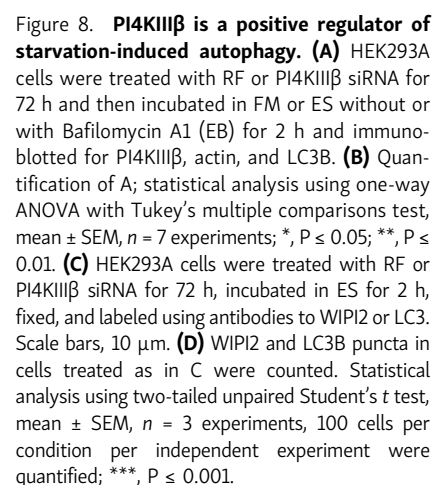 Figure 8. PI4KIIIβ is a positive regulator of
starvation-induced autophagy. (A) HEK293A
cells were treated with RF or PI4KIIIβ siRNA for
72 h and then incubated in FM or ES without or
with Bafilomycin A1 (EB) for 2 h and immuno-
blotted for PI4KIIIβ, actin, and LC3B. (B) Quan-
tification of A; statistical analysis using one-way
ANOVA with Tukey's multiple comparisons test,
mean ± SEM, n = 7 experiments; *, P ≤ 0.05; **, P ≤
0.01. (C) HEK293A cells were treated with RF or
PI4KIIIβ siRNA for 72 h, incubated in ES for 2 h,
fixed, and labeled using antibodies to WIPI2 or LC3.
Scale bars, 10 μm. (D) WIPI2 and LC3B puncta in
cells treated as in C were counted. Statistical
analysis using two-tailed unpaired Student's t test,
mean ± SEM, n = 3 experiments, 100 cells per
condition per independent experiment were
quantified; ***, P ≤ 0.001.